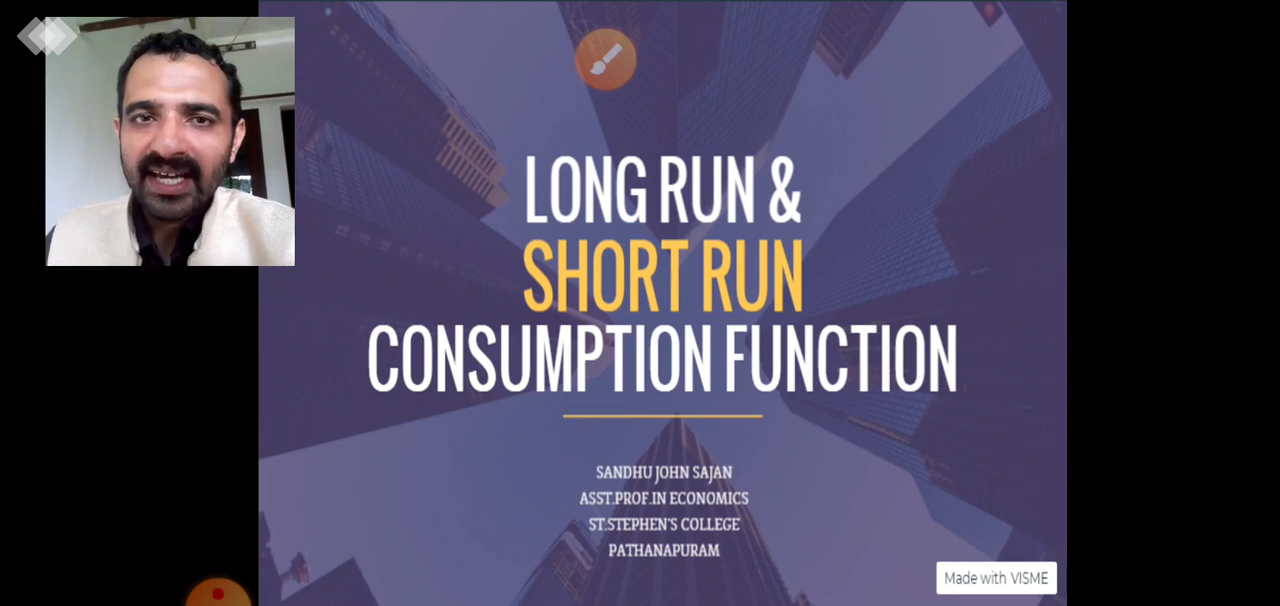 LONG RUN &
SHORT RUN
CONSUMPTION FUNCTION
SANDHU JOHN SAJAN
ASST.PROF.IN ECONOMICS
ST.STEPHEN'S COLLEGE
PATHANAPURAM
Made with VISME